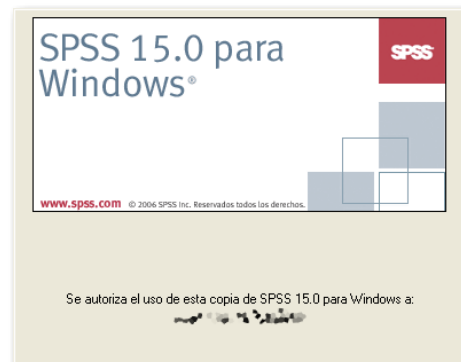 SPSS 15.0 para
Windows®
SPSS
www.spss.com © 2006 SPSS Inc. Reservados todos los derechos.
Se autoriza el uso de esta copia de SPSS 15.0 para Windows a: